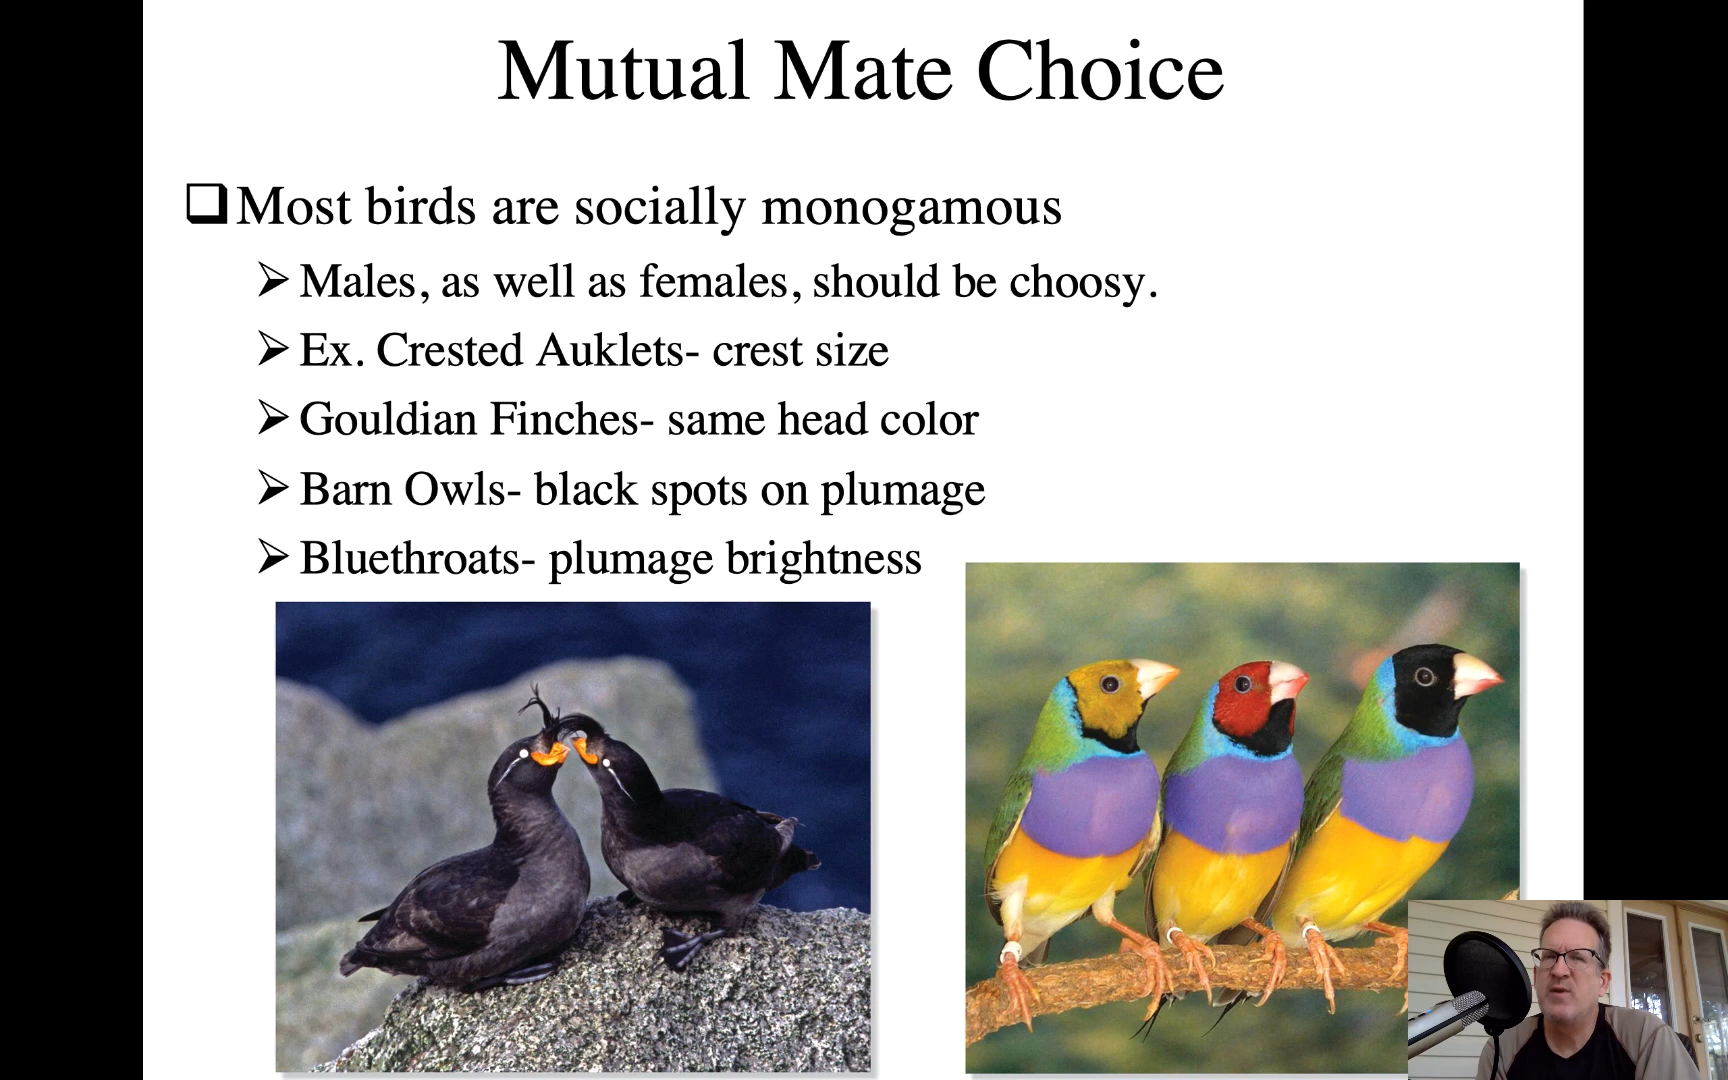 Mutual Mate Choice
Most birds are socially monogamous
Males, as well as females, should be choosy.
Ex. Crested Auklets- crest size
Gouldian Finches- same head color
Barn Owls- black spots on plumage
Bluethroats- plumage brightness